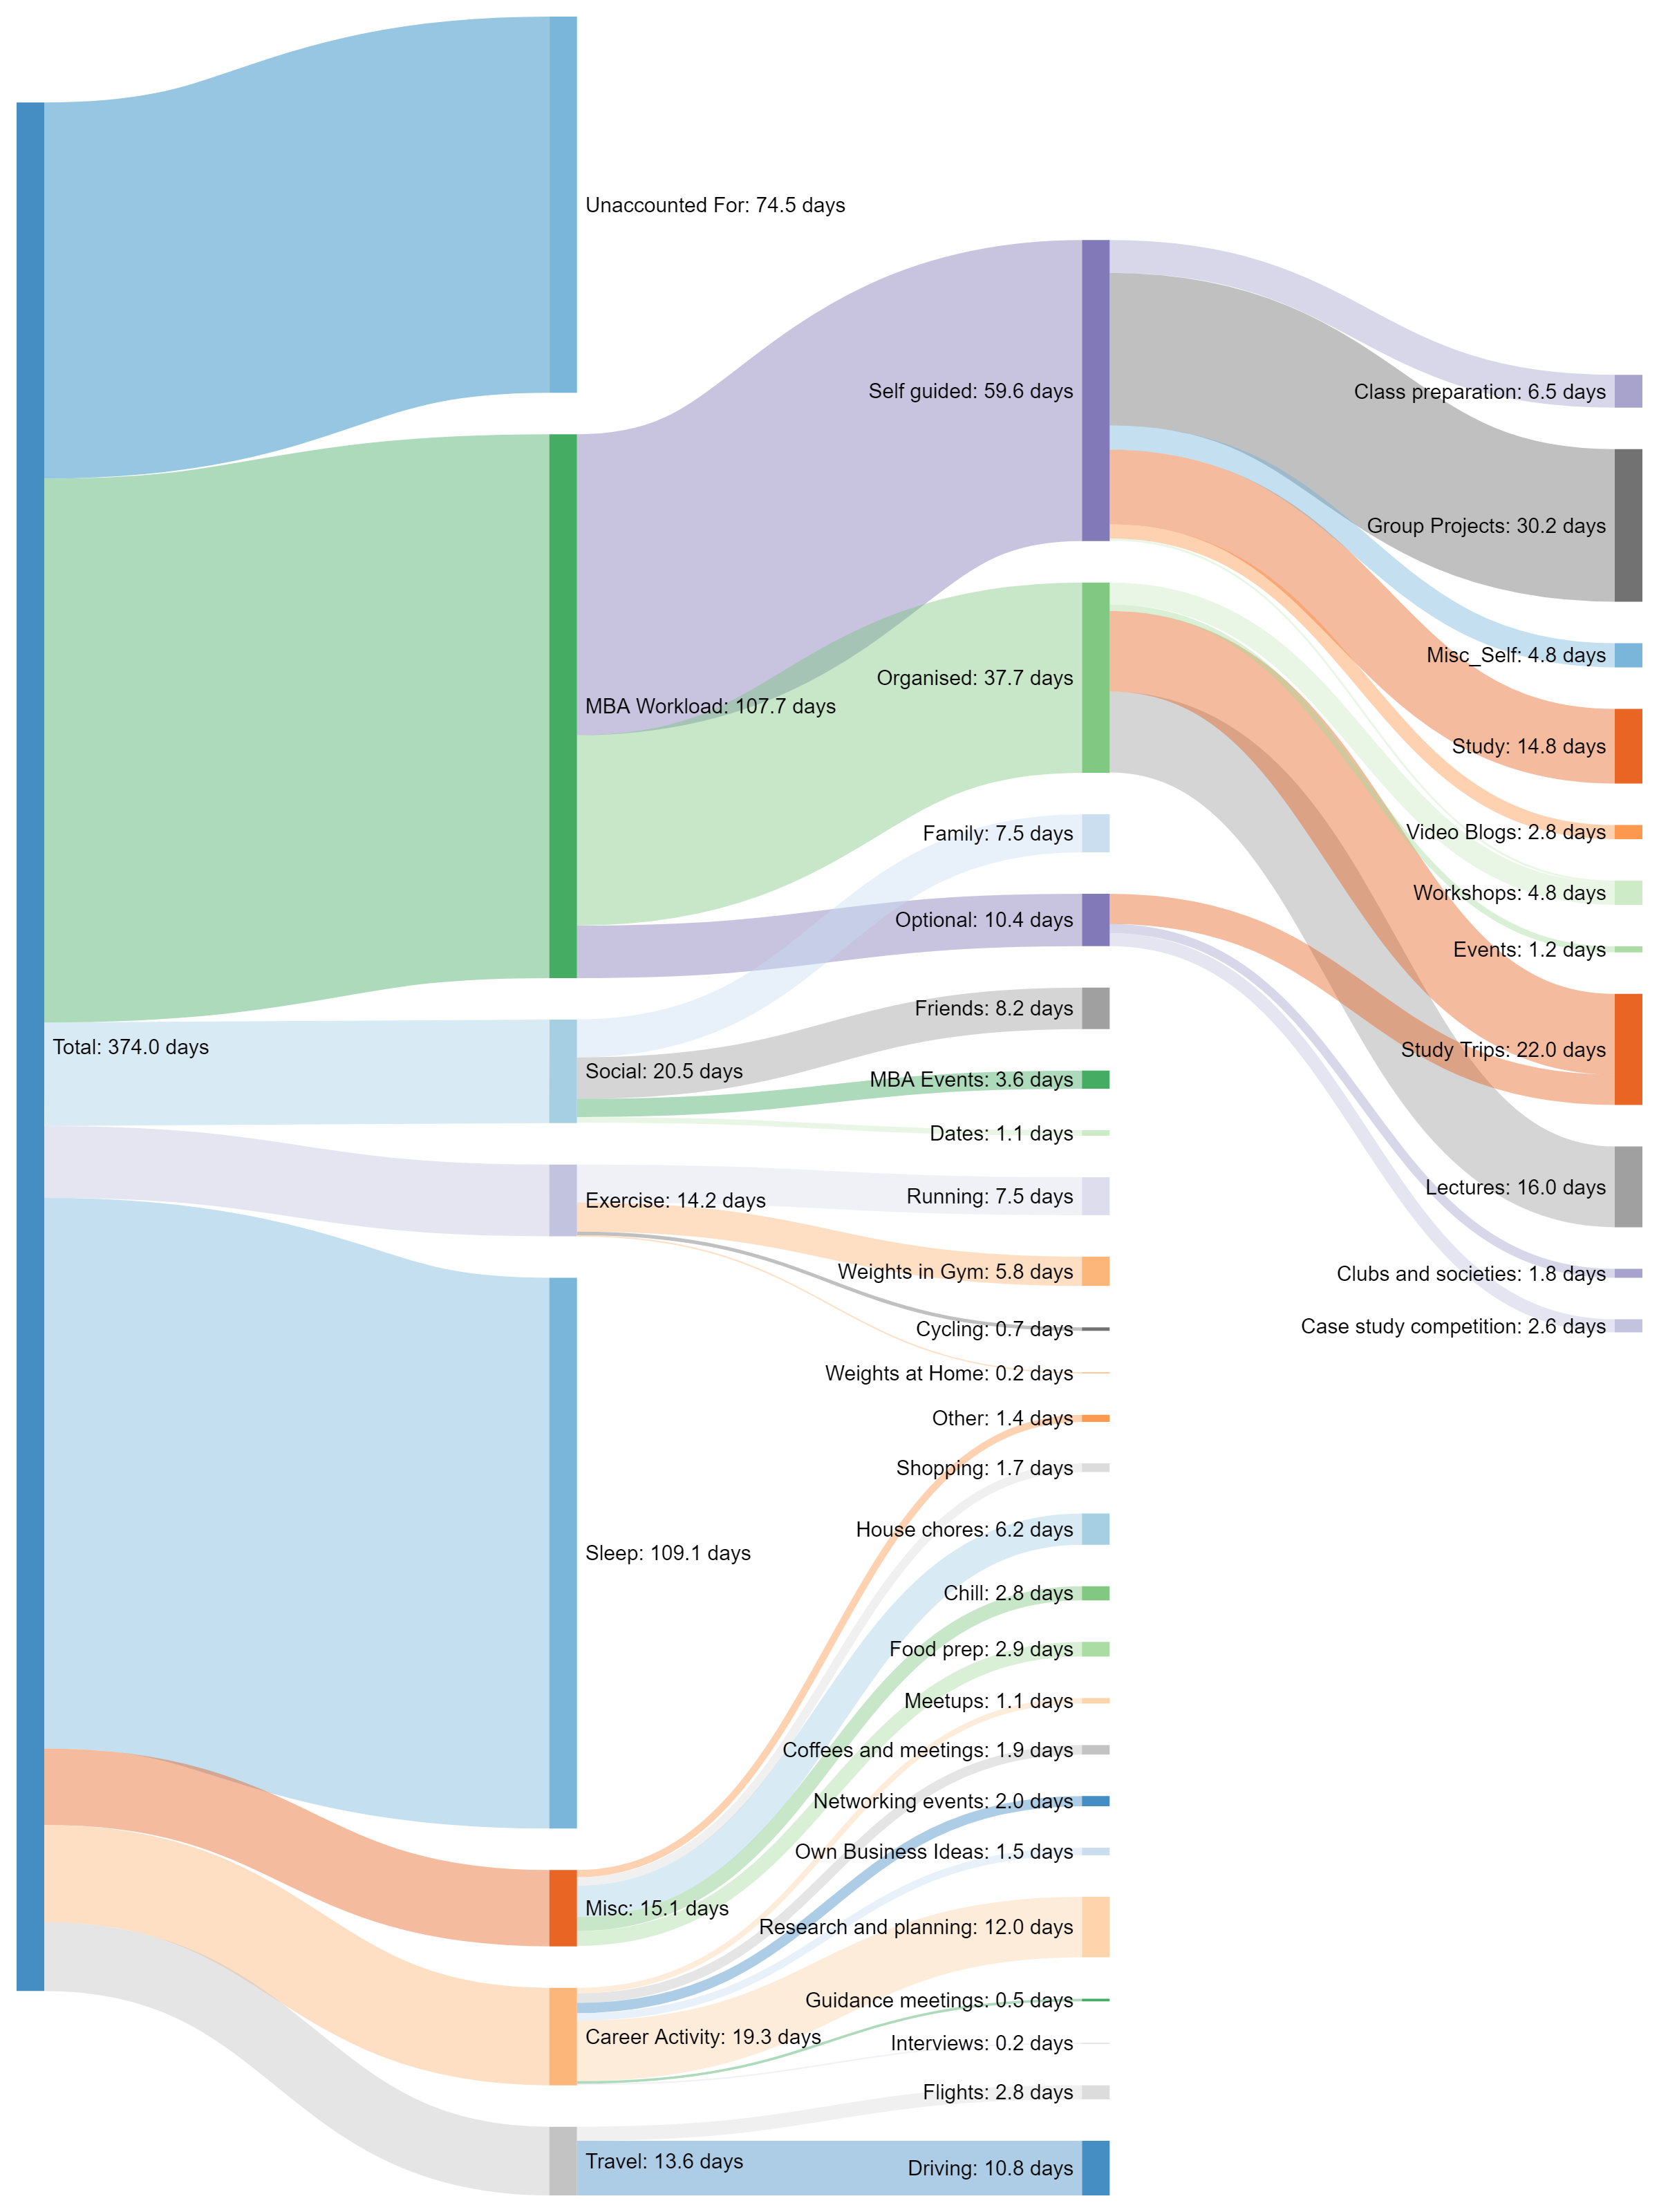 Total: 374.0 days
Unaccounted For: 74.5 days
MBA Workload: 107.7 days
Social: 20.5 days
Exercise: 14.2 days
Sleep: 109.1 days
Misc: 15.1 days
Career Activity: 19.3 days
Travel: 13.6 days
Self guided: 59.6 days
Organised: 37.7 days
Family: 7.5 days
Optional: 10.4 days
Friends: 8.2 days
MBA Events: 3.6 days
Dates: 1.1 days
Running: 7.5 days
Weights in Gym: 5.8 days
Cycling: 0.7 days
Weights at Home: 0.2 days
Other: 1.4 days
Shopping: 1.7 days
House chores: 6.2 days
Chill: 2.8 days
Food prep: 2.9 days
Meetups: 1.1 days
Coffees and meetings: 1.9 days
Networking events: 2.0 days
Own Business Ideas: 1.5 days
Research and planning: 12.0 days
Guidance meetings: 0.5 days
Interviews: 0.2 days
Flights: 2.8 days
Driving: 10.8 days
Class preparation: 6.5 days
Group Projects: 30.2 days
Misc_Self: 4.8 days
Study: 14.8 days
Video Blogs: 2.8 days
Workshops: 4.8 days
Events: 1.2 days
Study Trips: 22.0 days
Lectures: 16.0 days
Clubs and societies: 1.8 days
Case study competition: 2.6 days